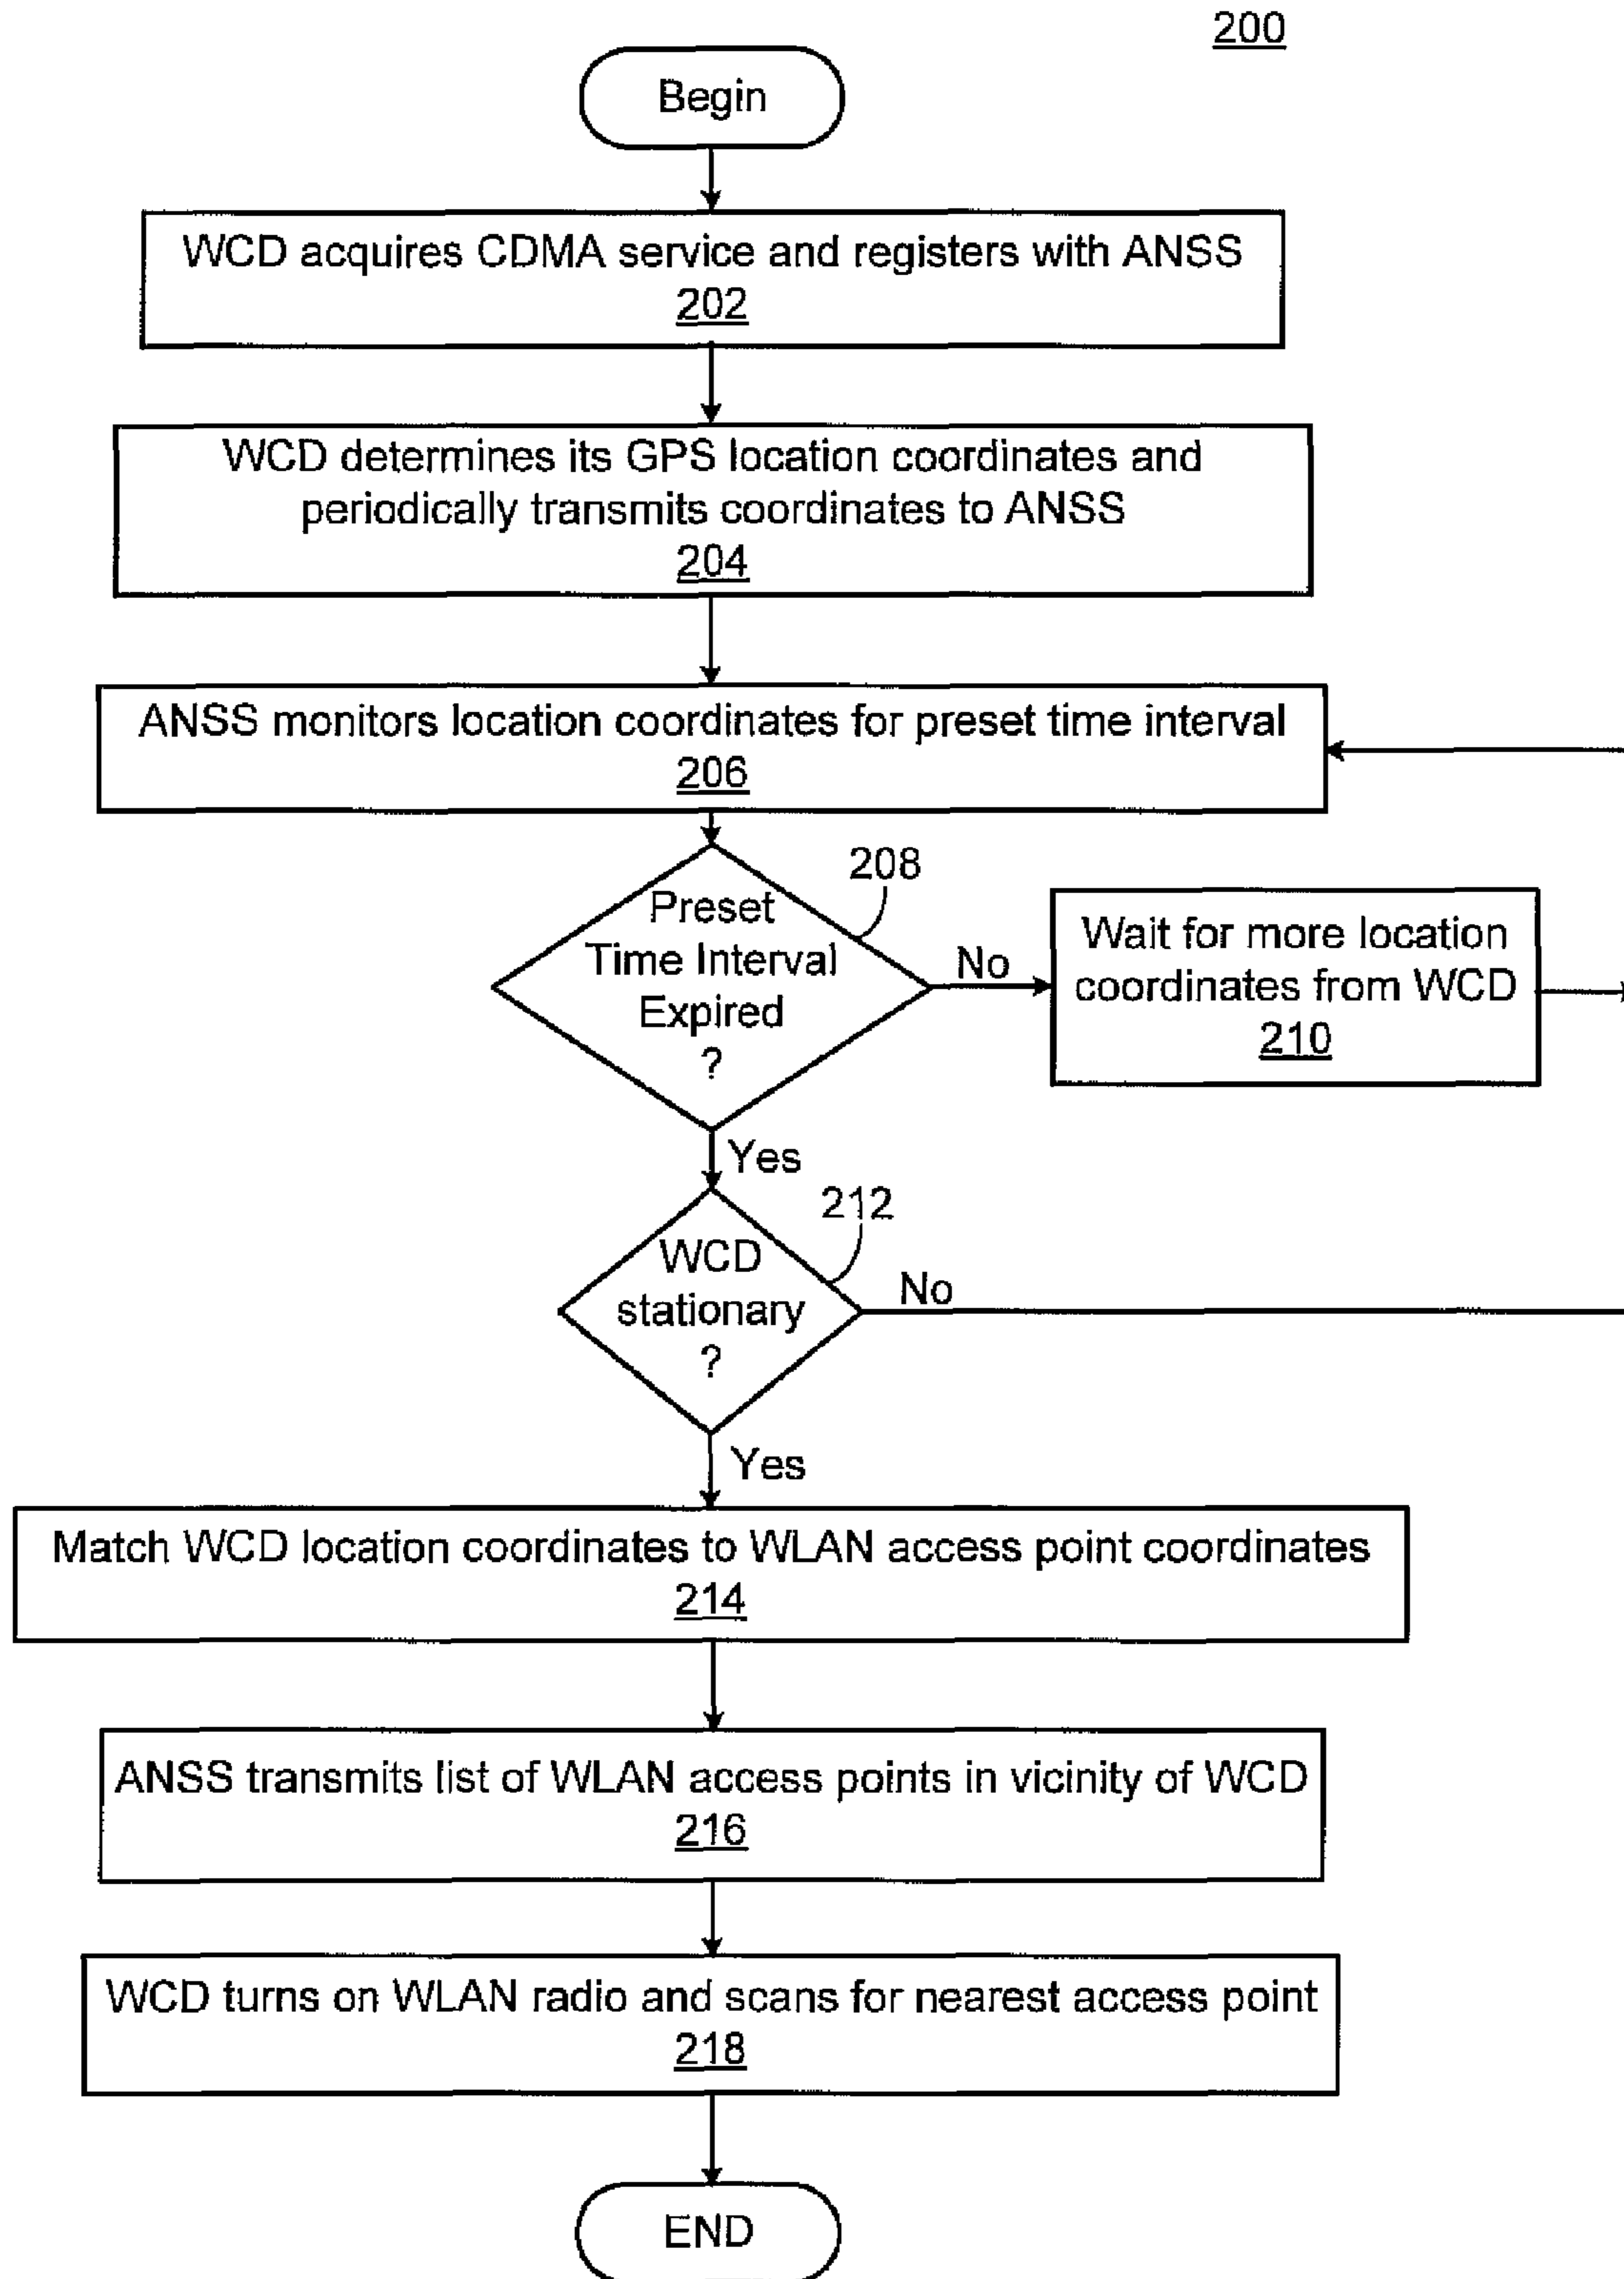 200
Begin
WCD acquires CDMA service and registers with ANSS
202
WCD determines its GPS location coordinates and
periodically transmits coordinates to ANSS
204
ANSS monitors location coordinates for preset time interval
206
208
Preset
Time Interval
Expired
?
No
Wait for more location
coordinates from WCD
210
Yes
212
WCD
stationary
?
No
Yes
Match WCD location coordinates to WLAN access point coordinates
214
ANSS transmits list of WLAN access points in vicinity of WCD
216
WCD turns on WLAN radio and scans for nearest access point
218
END